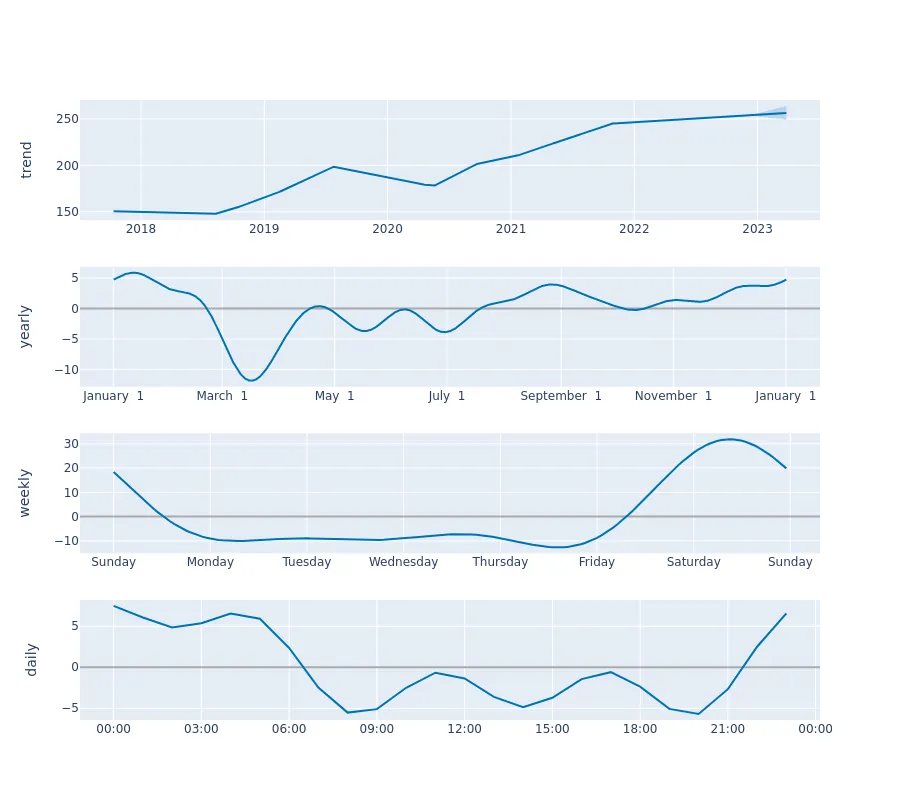 trend
250
200
150
2018 2019 2020 2021 2022 2023
yearly
5
0
−5
−10
January 1 March 1 May 1 July 1 September 1 November 1 January 1
weekly
30
20
10
0
−10
Sunday Monday Tuesday Wednesday Thursday Friday Saturday Sunday
daily
5
0
−5
00:00 03:00 06:00 09:00 12:00 15:00 18:00 21:00 00:00